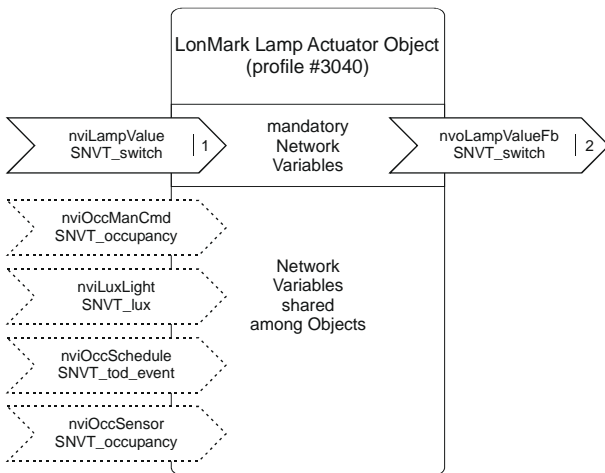 LonMark Lamp Actuator Object
(profile #3040)
nviLampValue
SNVT_switch
1
mandatory
Network
Variables
nvoLampValueFb
SNVT_switch
2
nviOccManCmd
SNVT_occupancy
nviLuxLight
SNVT_lux
nviOccSchedule
SNVT_tod_event
nviOccSensor
SNVT_occupancy
Network
Variables
shared
among Objects